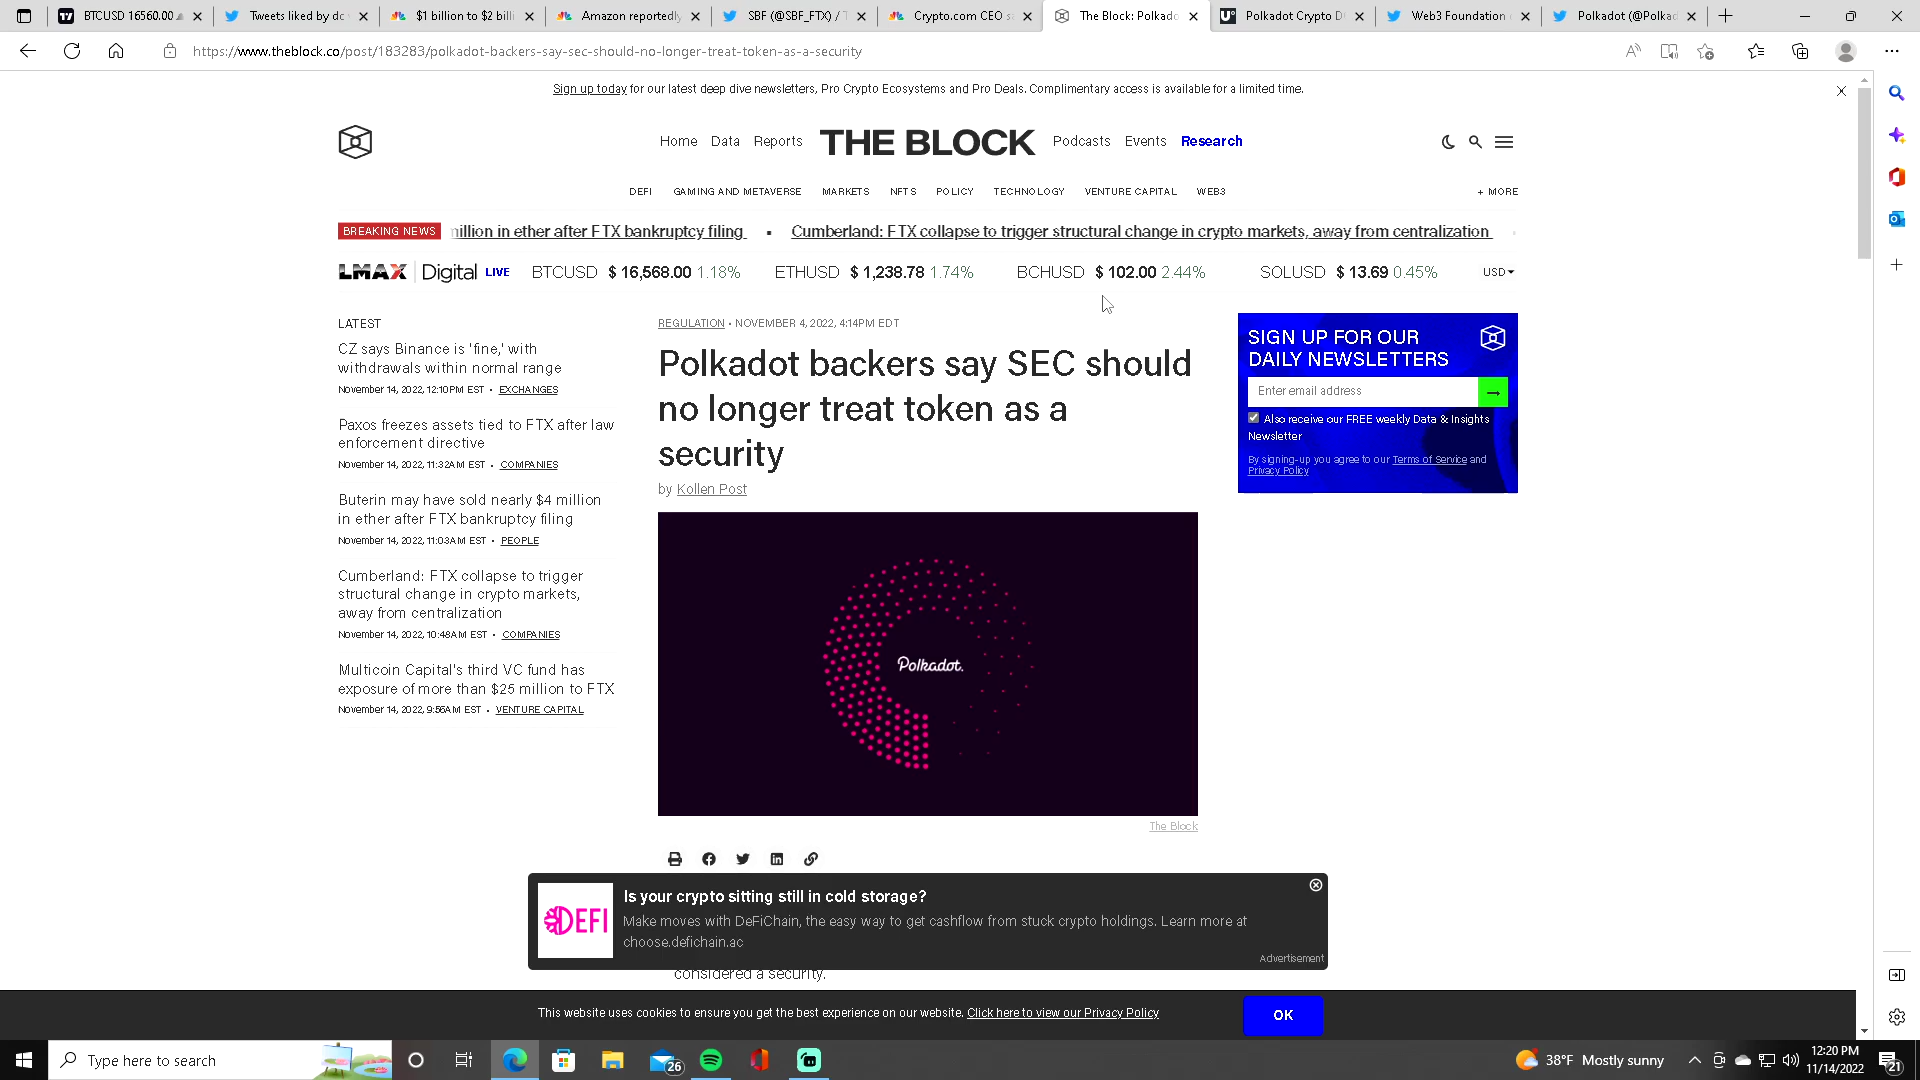 BTCUSD 16560.00
Tweets liked by dc
$1 billion to $2 billi
Amazon reportedly
SBF (@SBF_FTX) / T
Crypto.com CEO s
The Block: Polkado
Polkadot Crypto D
Web3 Foundation
Polkadot (@Polkad
https://www.theblock.co/post/183283/polkadot-backers-say-sec-should-no-longer-treat-token-as-a-security
Sign up today for our latest deep dive newsletters, Pro Crypto Ecosystems and Pro Deals. Complimentary access is available for a limited time.
Home Data Reports THE BLOCK Podcasts Events Research
DEFI GAMING AND METAVERSE MARKETS NFTS POLICY TECHNOLOGY VENTURE CAPITAL WEB3 + MORE
BREAKING NEWS million in ether after FTX bankruptcy filing • Cumberland: FTX collapse to trigger structural change in crypto markets, away from centralization
LMAX Digital LIVE BTCUSD $ 16,568.00 1.18% ETHUSD $ 1,238.78 1.74% BCHUSD $ 102.00 2.44% SOLUSD $ 13.69 0.45% USD
LATEST
CZ says Binance is 'fine,' with
withdrawals within normal range
November 14, 2022, 12:10PM EST • EXCHANGES
Paxos freezes assets tied to FTX after law
enforcement directive
November 14, 2022, 11:32AM EST • COMPANIES
Buterin may have sold nearly $4 million
in ether after FTX bankruptcy filing
November 14, 2022, 11:03AM EST • PEOPLE
Cumberland: FTX collapse to trigger
structural change in crypto markets,
away from centralization
November 14, 2022, 10:48AM EST • COMPANIES
Multicoin Capital's third VC fund has
exposure of more than $25 million to FTX
November 14, 2022, 9:56AM EST • VENTURE CAPITAL
REGULATION • NOVEMBER 4, 2022, 4:14PM EDT
Polkadot backers say SEC should
no longer treat token as a
security
by Kollen Post
Polkadot.
The Block
SIGN UP FOR OUR
DAILY NEWSLETTERS
Enter email address →
Also receive our FREE weekly Data & Insights
Newsletter
By signing-up you agree to our Terms of Service and
Privacy Policy
DEFI
Is your crypto sitting still in cold storage?
Make moves with DeFiChain, the easy way to get cashflow from stuck crypto holdings. Learn more at
choose.defichain.ac
Advertisement
considered a security.
This website uses cookies to ensure you get the best experience on our website. Click here to view our Privacy Policy
OK
Type here to search
26
38°F Mostly sunny
12:20 PM
11/14/2022
21